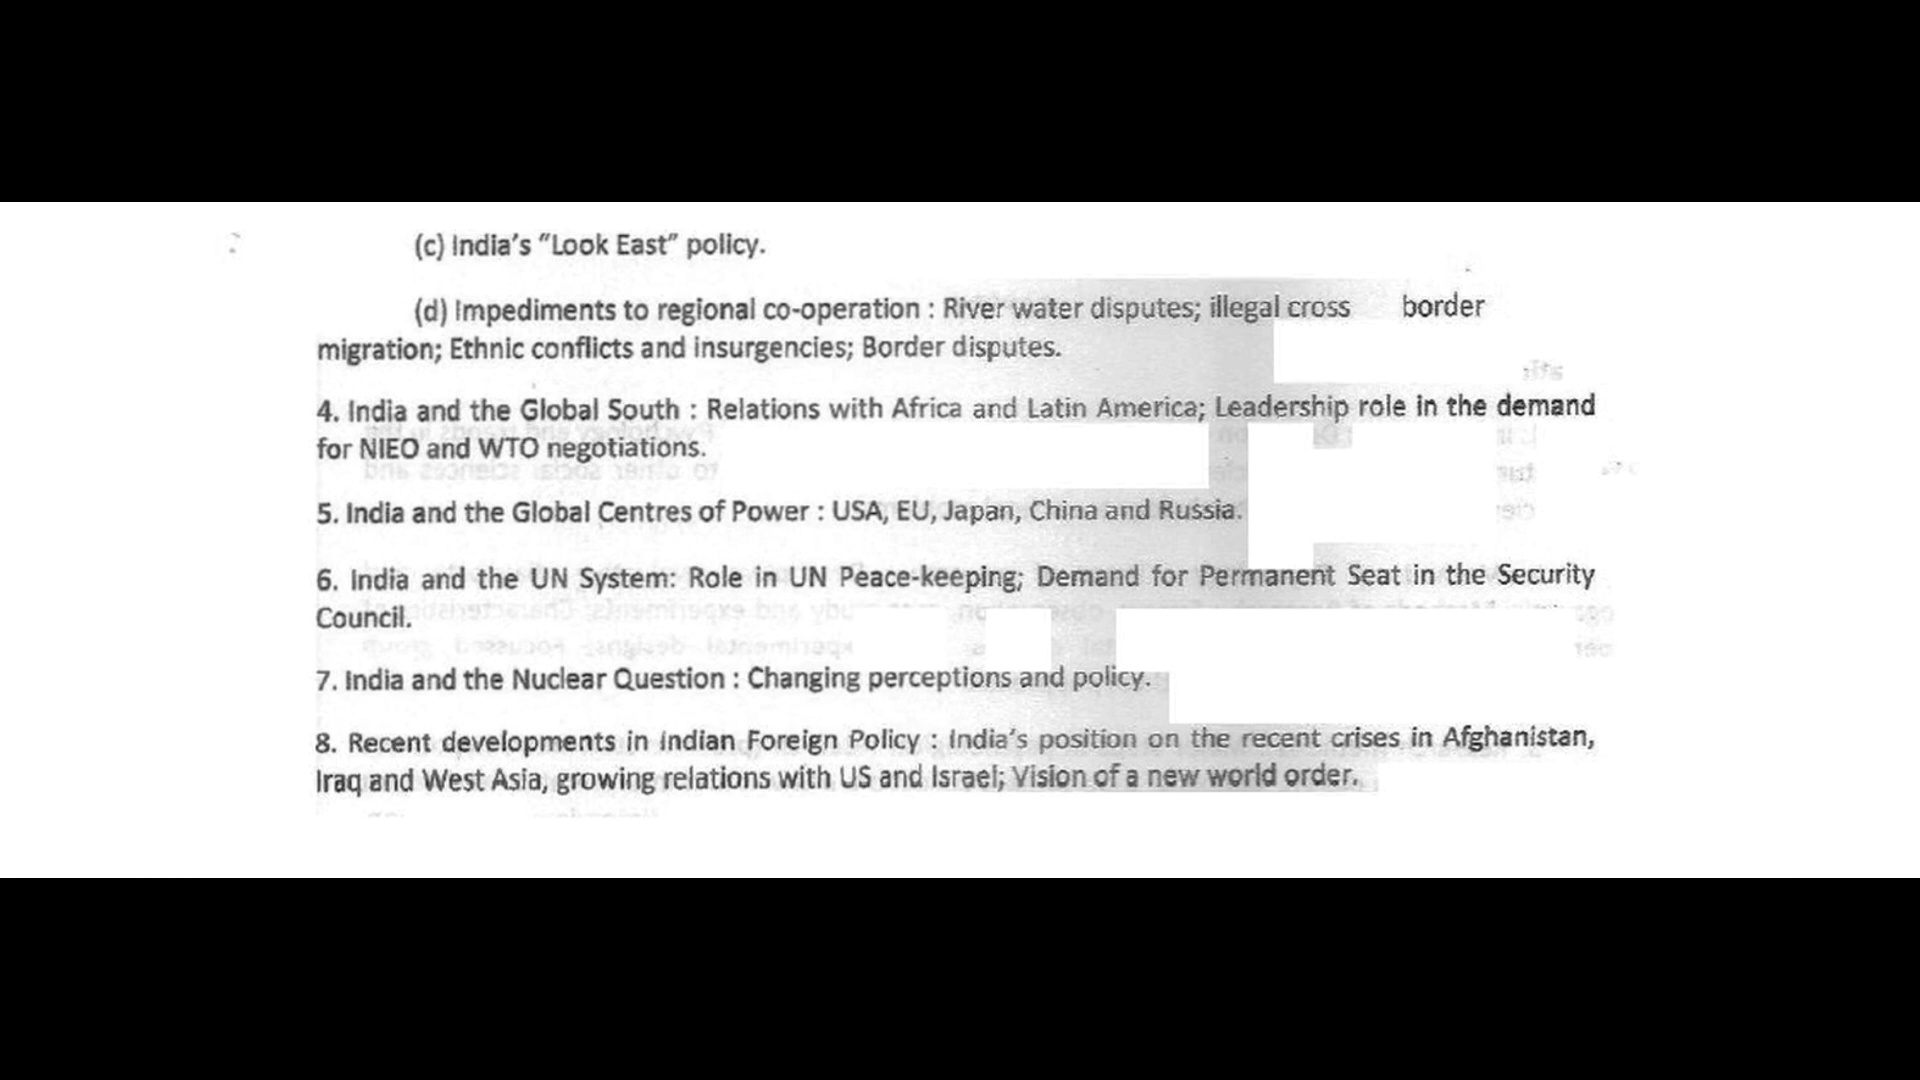 (c) India's "Look East" policy.
(d) Impediments to regional co-operation : River water disputes; illegal cross border
migration; Ethnic conflicts and insurgencies; Border disputes.
4. India and the Global South : Relations with Africa and Latin America; Leadership role in the demand
for NIEO and WTO negotiations.
5. India and the Global Centres of Power : USA, EU, Japan, China and Russia.
6. India and the UN System: Role in UN Peace-keeping; Demand for Permanent Seat in the Security
Council.
7. India and the Nuclear Question : Changing perceptions and policy.
8. Recent developments in Indian Foreign Policy : India's position on the recent crises in Afghanistan,
Iraq and West Asia, growing relations with US and Israel; Vision of a new world order.